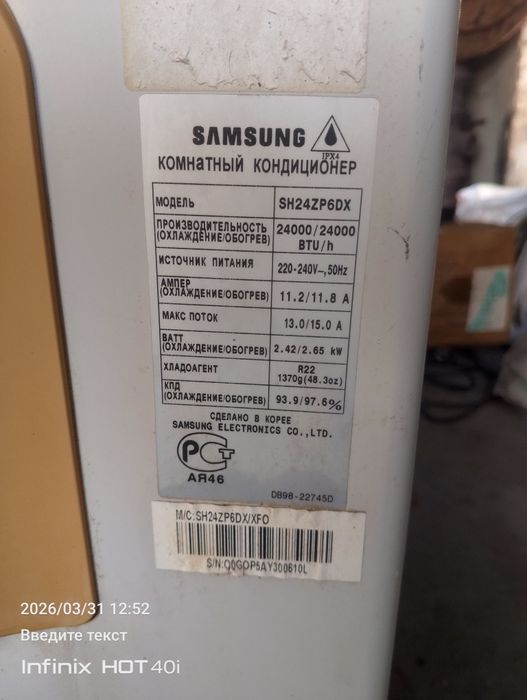 SAMSUNG
IPX4
КОМНАТНЫЙ КОНДИЦИОНЕР
МОДЕЛЬ SH24ZP6DX
ПРОИЗВОДИТЕЛЬНОСТЬ 24000/24000
(ОХЛАЖДЕНИЕ/ОБОГРЕВ) BTU/h
ИСТОЧНИК ПИТАНИЯ 220-240V~,50Hz
АМПЕР
(ОХЛАЖДЕНИЕ/ОБОГРЕВ) 11.2/11.8 A
МАКС ПОТОК 13.0/15.0 A
ВАТТ
(ОХЛАЖДЕНИЕ/ОБОГРЕВ) 2.42/2.65 kW
ХЛАДОАГЕНТ R22
1370g(48.3oz)
КПД
(ОХЛАЖДЕНИЕ/ОБОГРЕВ) 93.9/97.6%
СДЕЛАНО В КОРЕЕ
SAMSUNG ELECTRONICS CO.,LTD.
РСТ
АЯ46
DB98-22745D
M/C:SH24ZP6DX/XFO
S/N:Q0GOP5AY300610L
2026/03/31 12:52
Введите текст
Infinix HOT 40i